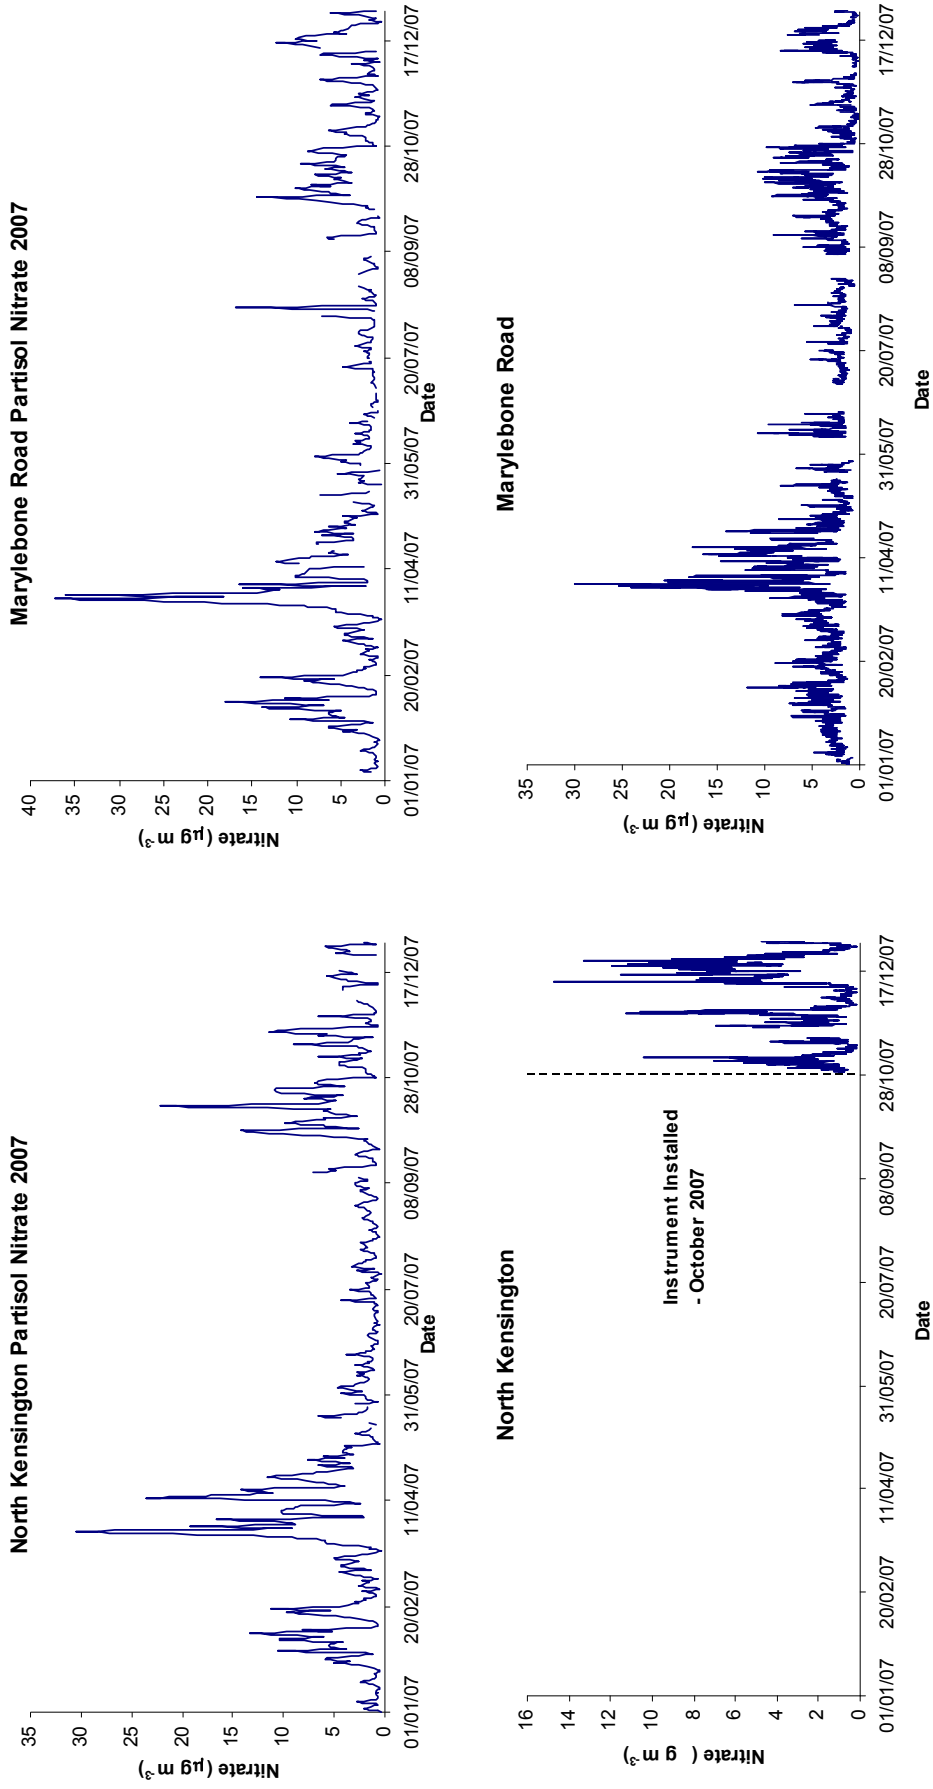 North Kensington Partisol Nitrate 2007
Nitrate ( µg m-3)
35
30
25
20
15
10
5
0
01/01/07 20/02/07 11/04/07 31/05/07 20/07/07 08/09/07 28/10/07 17/12/07
Date
Marylebone Road Partisol Nitrate 2007
Nitrate ( µg m-3)
40
35
30
25
20
15
10
5
0
01/01/07 20/02/07 11/04/07 31/05/07 20/07/07 08/09/07 28/10/07 17/12/07
Date
North Kensington
Nitrate ( g m-3)
16
14
12
10
8
6
4
2
0
Instrument Installed
- October 2007
01/01/07 20/02/07 11/04/07 31/05/07 20/07/07 08/09/07 28/10/07 17/12/07
Date
Marylebone Road
Nitrate ( µg m-3)
35
30
25
20
15
10
5
0
01/01/07 20/02/07 11/04/07 31/05/07 20/07/07 08/09/07 28/10/07 17/12/07
Date